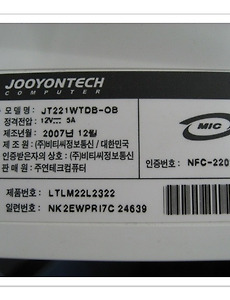 JOOYONTECH
COMPUTER
모 델 명 : JT221WTDB-OB
정격전압 : 12V⎓ 5A
제조년월 : 2007년 12월
제 조 원 : (주)비티씨정보통신 / 대한민국
인증받은자의 상호 : (주)비티씨정보통신
판 매 원 : 주연테크컴퓨터
MIC
인증번호 : NFC-220
제품번호 : LTLM22L2322
일련번호 : NK2EWPRI7C 24639